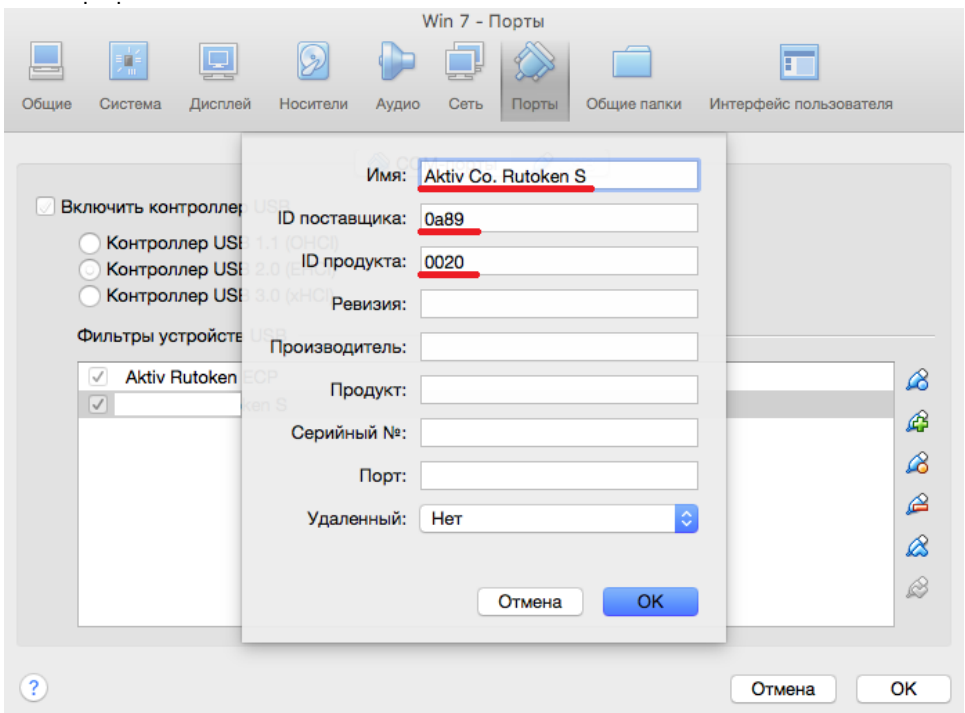 Win 7 - Порты
Общие Система Дисплей Носители Аудио Сеть Порты Общие папки Интерфейс пользователя
COM-порты
Имя: Aktiv Co. Rutoken S
Включить контроллер USB
ID поставщика: 0a89
Контроллер USB 1.1 (OHCI)
ID продукта: 0020
Контроллер USB 2.0 (EHCI)
Контроллер USB 3.0 (xHCI)
Ревизия:
Фильтры устройств USB
Производитель:
Aktiv Rutoken ECP
Продукт:
ken S
Серийный №:
Порт:
Удаленный: Нет
Отмена OK
? Отмена OK